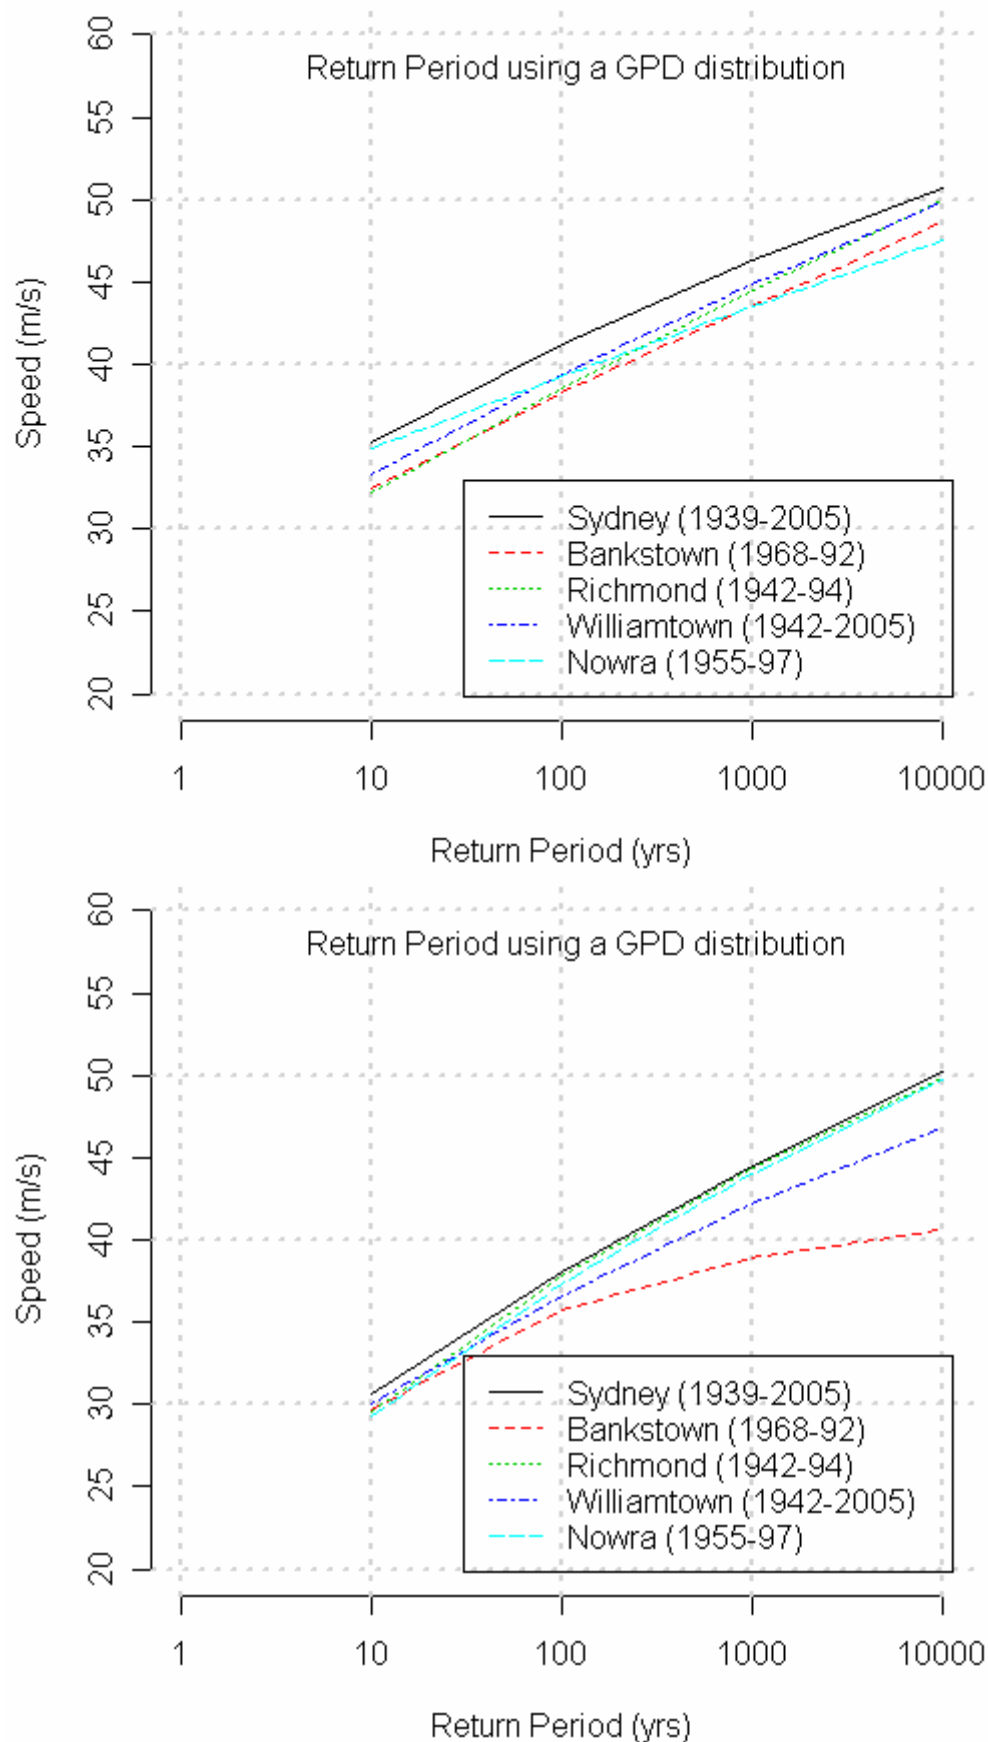 Return Period using a GPD distribution
60
55
50
45
40
35
30
25
20
Speed (m/s)
Sydney (1939-2005)
Bankstown (1968-92)
Richmond (1942-94)
Williamtown (1942-2005)
Nowra (1955-97)
1 10 100 1000 10000
Return Period (yrs)
Return Period using a GPD distribution
60
55
50
45
40
35
30
25
20
Speed (m/s)
Sydney (1939-2005)
Bankstown (1968-92)
Richmond (1942-94)
Williamtown (1942-2005)
Nowra (1955-97)
1 10 100 1000 10000
Return Period (yrs)